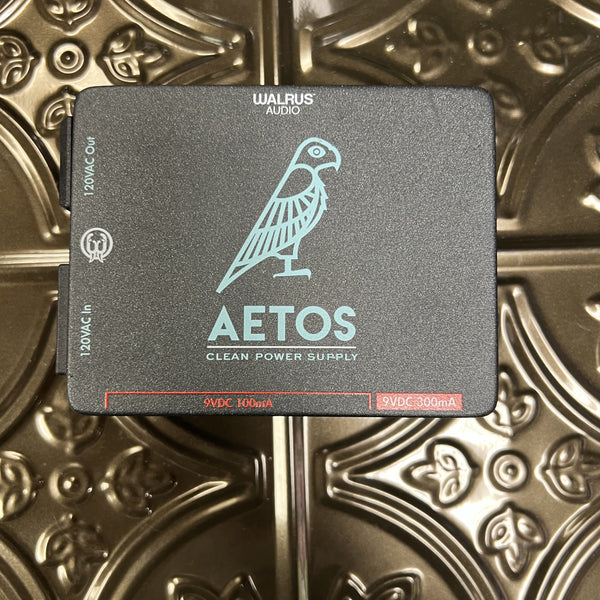 WALRUS
AUDIO
120VAC Out
120VAC In
AETOS
CLEAN POWER SUPPLY
9VDC 100mA
9VDC 300mA